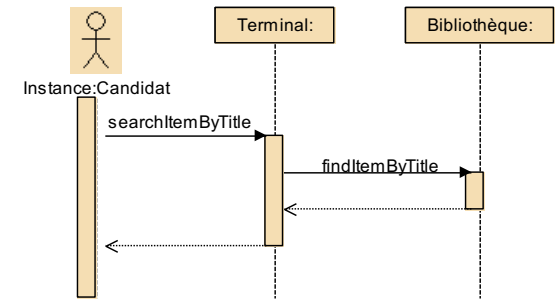 Terminal:
Bibliothèque:
Instance:Candidat
searchItemByTitle
findItemByTitle